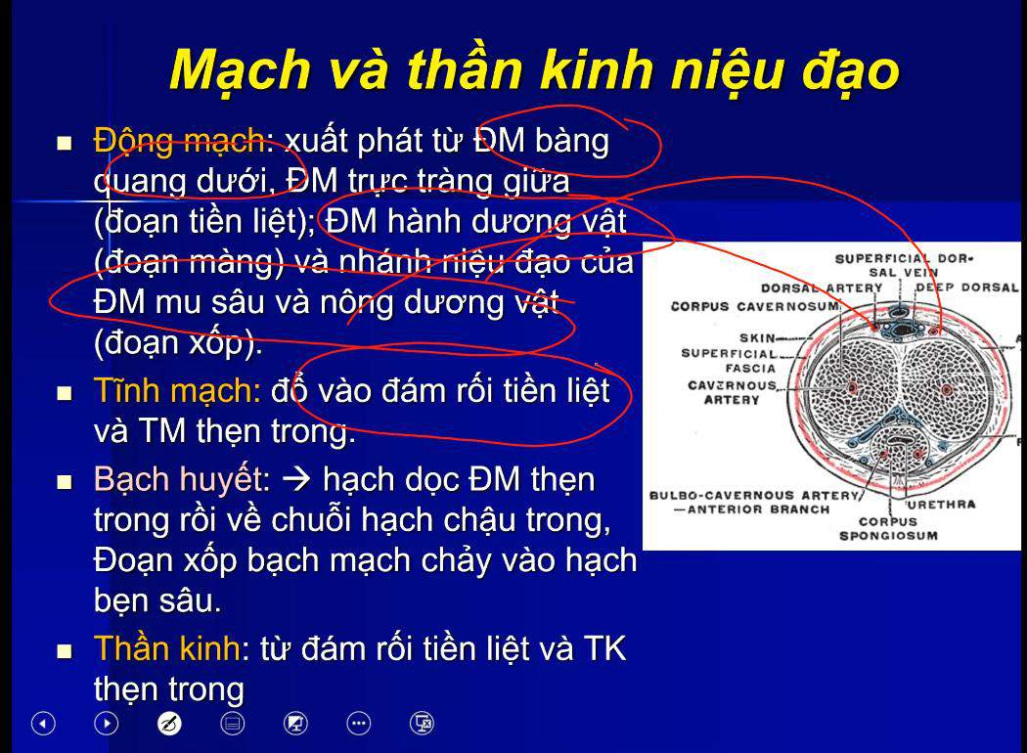 Mạch và thần kinh niệu đạo
Động mạch: xuất phát từ ĐM bàng
quang dưới, ĐM trực tràng giữa
(đoạn tiền liệt); ĐM hành dương vật
(đoạn màng) và nhánh niệu đạo của
ĐM mu sâu và nông dương vật
(đoạn xốp).
Tĩnh mạch: đổ vào đám rối tiền liệt
và TM thẹn trong.
Bạch huyết: → hạch dọc ĐM thẹn
trong rồi về chuỗi hạch chậu trong,
Đoạn xốp bạch mạch chảy vào hạch
bẹn sâu.
Thần kinh: từ đám rối tiền liệt và TK
thẹn trong
SUPERFICIAL DOR-
SAL VEIN
DORSAL ARTERY
DEEP DORSAL
CORPUS CAVERNOSUM
SKIN
SUPERFICIAL
FASCIA
CAVERNOUS
ARTERY
BULBO-CAVERNOUS ARTERY
—ANTERIOR BRANCH
URETHRA
CORPUS
SPONGIOSUM